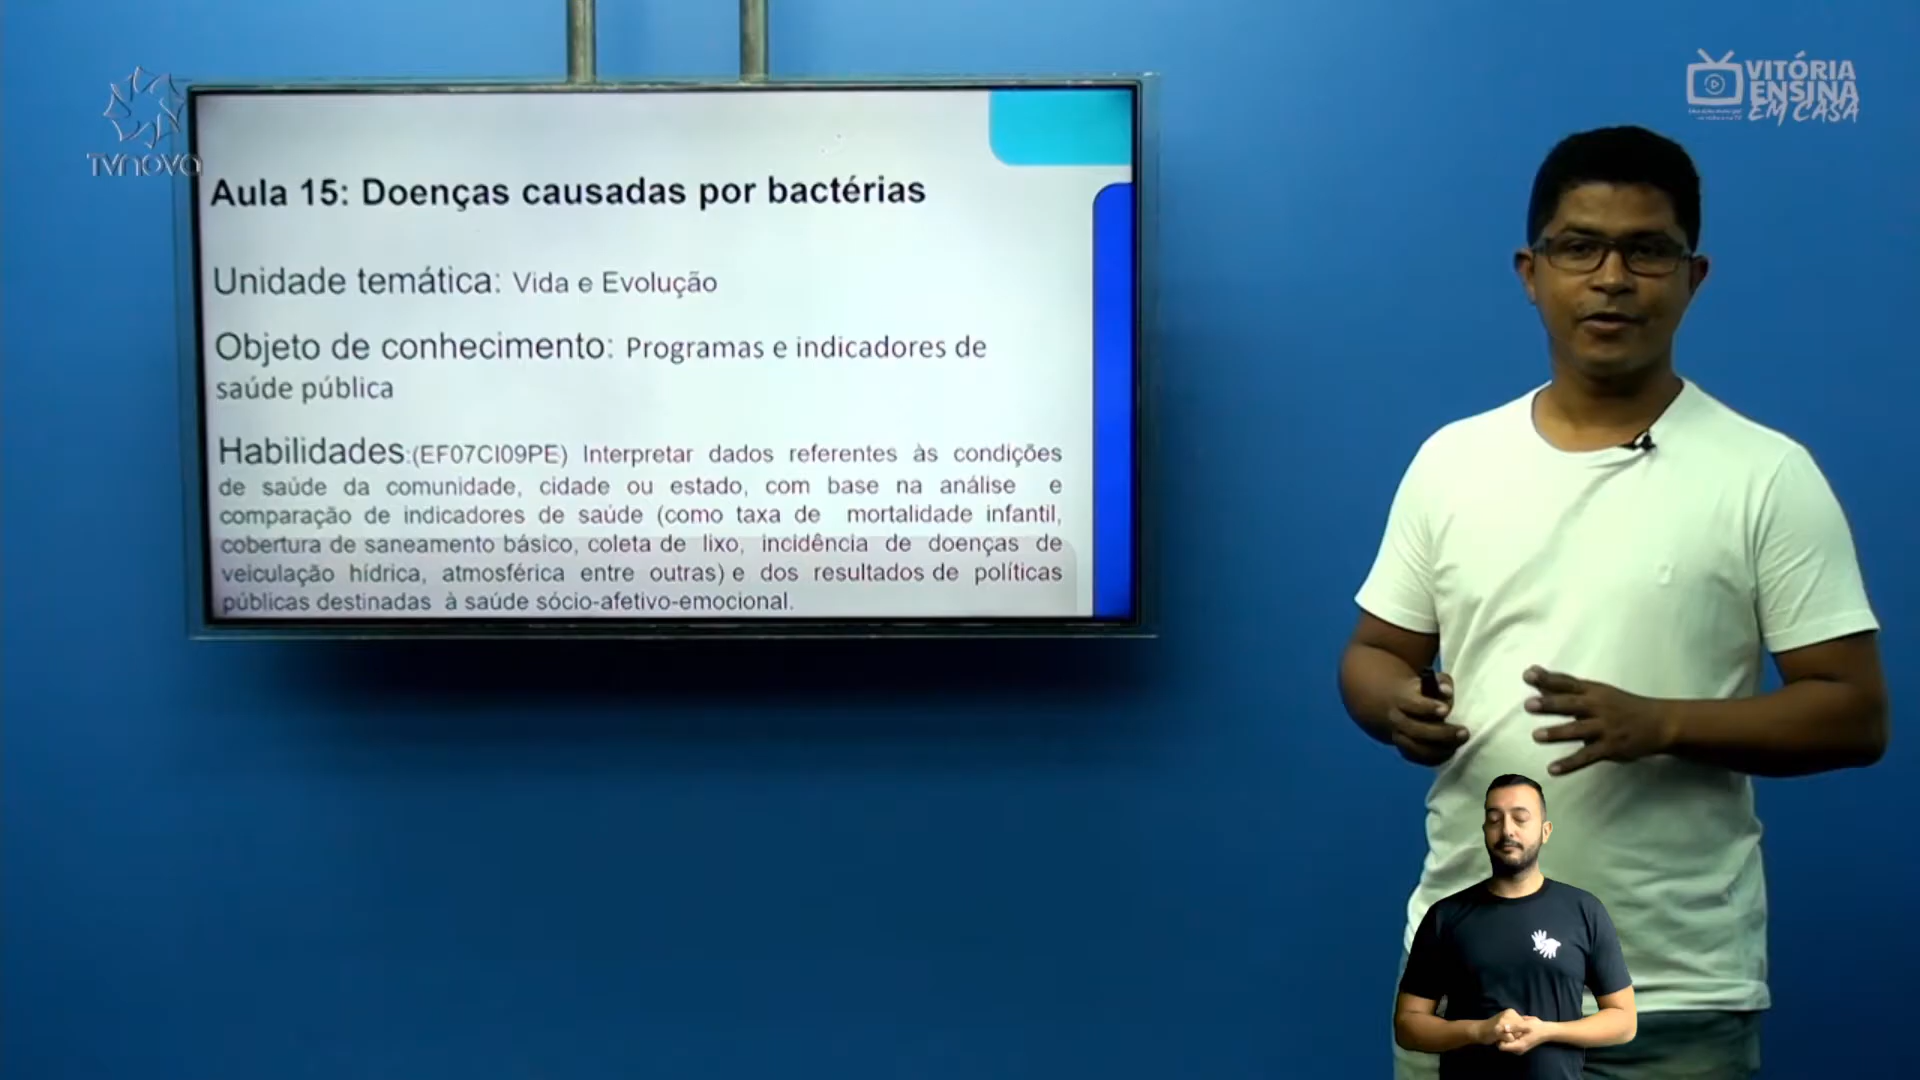 VITÓRIA
ENSINA
EM CASA
TVNOVA
Aula 15: Doenças causadas por bactérias
Unidade temática: Vida e Evolução
Objeto de conhecimento: Programas e indicadores de
saúde pública
Habilidades:(EF07CI09PE) Interpretar dados referentes às condições
de saúde da comunidade, cidade ou estado, com base na análise e
comparação de indicadores de saúde (como taxa de mortalidade infantil,
cobertura de saneamento básico, coleta de lixo, incidência de doenças de
veiculação hídrica, atmosférica entre outras) e dos resultados de políticas
públicas destinadas à saúde sócio-afetivo-emocional.